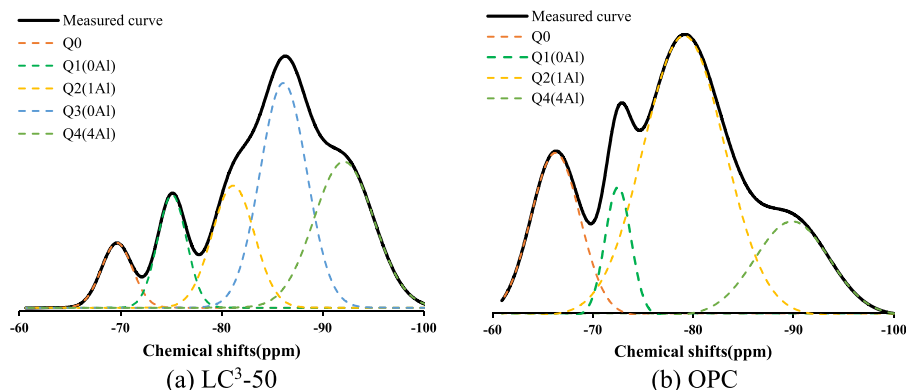 Measured curve
Q0
Q1(0Al)
Q2(1Al)
Q3(0Al)
Q4(4Al)
-60 -70 -80 -90 -100
Chemical shifts(ppm)
(a) LC³-50
Measured curve
Q0
Q1(0Al)
Q2(1Al)
Q4(4Al)
-60 -70 -80 -90 -100
Chemical shifts(ppm)
(b) OPC